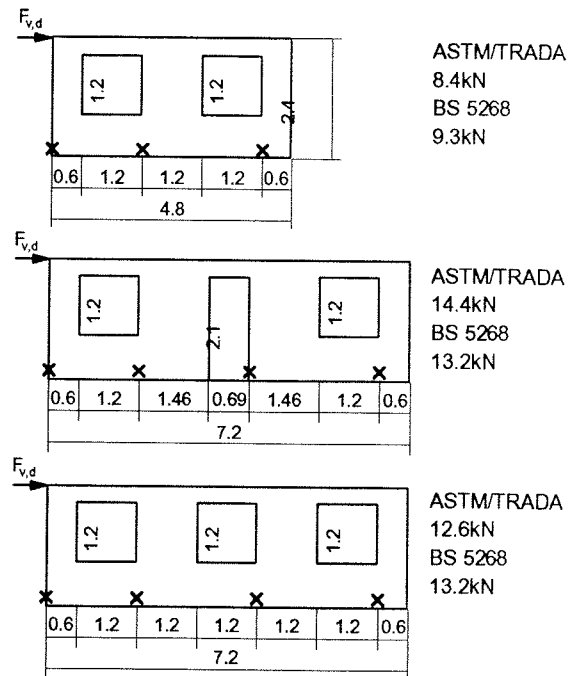 F_v,d
ASTM/TRADA
8.4kN
BS 5268
9.3kN
1.2 1.2 2.4
0.6 1.2 1.2 1.2 0.6
4.8
F_v,d
ASTM/TRADA
14.4kN
BS 5268
13.2kN
1.2 2.1 1.2
0.6 1.2 1.46 0.69 1.46 1.2 0.6
7.2
F_v,d
ASTM/TRADA
12.6kN
BS 5268
13.2kN
1.2 1.2 1.2
0.6 1.2 1.2 1.2 1.2 1.2 0.6
7.2